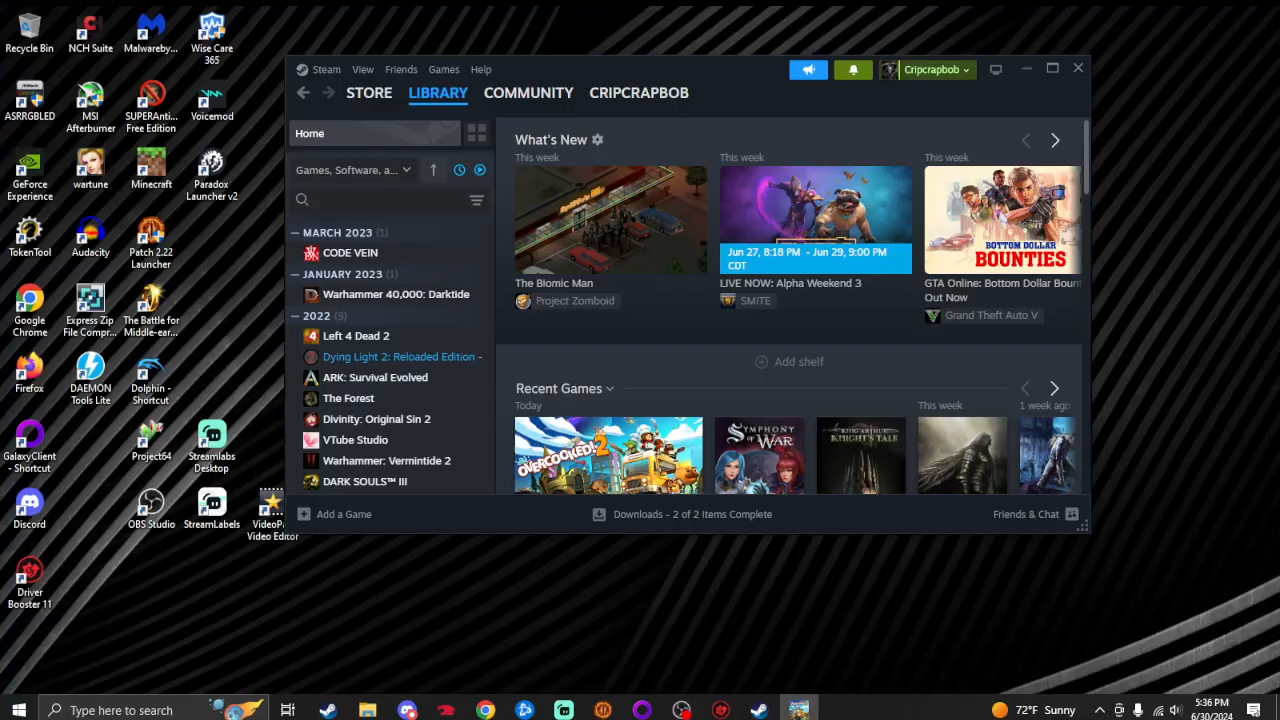 Recycle Bin
NCH Suite
Malwareby...
Wise Care
365
ASRRGBLED
MSI
Afterburner
SUPERAnti...
Free Edition
Voicemod
GeForce
Experience
wartune
Minecraft
Paradox
Launcher v2
TokenTool
Audacity
Patch 2.22
Launcher
Google
Chrome
Express Zip
File Compr...
The Battle for
Middle-ear...
Firefox
DAEMON
Tools Lite
Dolphin -
Shortcut
GalaxyClient
- Shortcut
Project64
Streamlabs
Desktop
Discord
OBS Studio
StreamLabels
VideoP
Video Editor
Driver
Booster 11
Steam View Friends Games Help
Cripcrapbob
STORE LIBRARY COMMUNITY CRIPCRAPBOB
Home
Games, Software, a...
MARCH 2023 (1)
CODE VEIN
JANUARY 2023 (1)
Warhammer 40,000: Darktide
2022 (9)
Left 4 Dead 2
Dying Light 2: Reloaded Edition -
ARK: Survival Evolved
The Forest
Divinity: Original Sin 2
VTube Studio
Warhammer: Vermintide 2
DARK SOULS™ III
What's New
This week
The Biomic Man
Project Zomboid
This week
Jun 27, 8:18 PM - Jun 29, 9:00 PM
CDT
LIVE NOW: Alpha Weekend 3
SMITE
This week
BOTTOM DOLLAR
BOUNTIES
GTA Online: Bottom Dollar Bount
Out Now
Grand Theft Auto V
Add shelf
Recent Games
Today
This week
1 week ago
OVERCOOKED! 2
SYMPHONY
OF WAR
KING ARTHUR
KNIGHT'S TALE
Add a Game
Downloads - 2 of 2 Items Complete
Friends & Chat
Type here to search
72°F Sunny
5:36 PM
6/30/2024